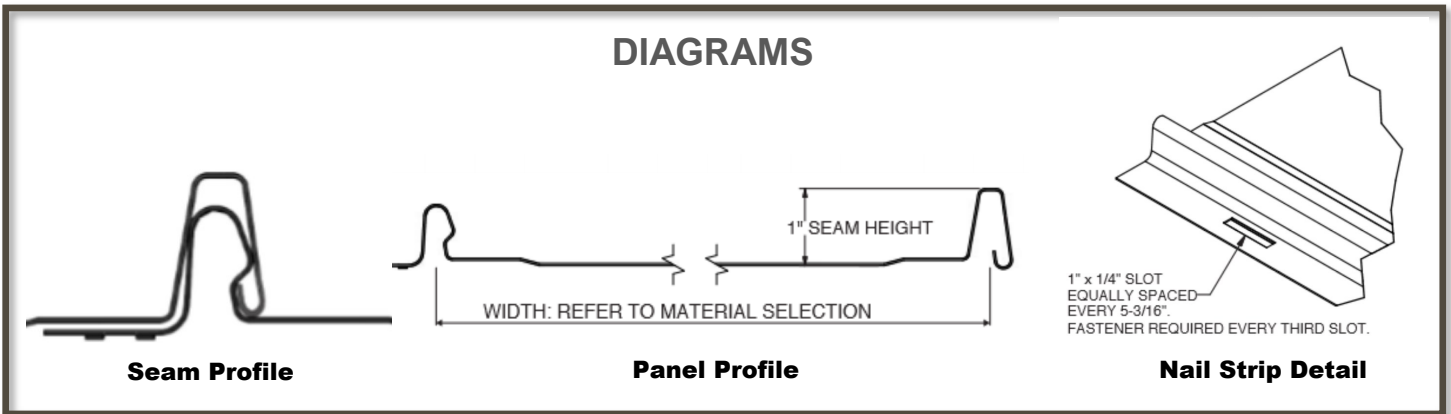 DIAGRAMS
1" SEAM HEIGHT
WIDTH: REFER TO MATERIAL SELECTION
1" x 1/4" SLOT
EQUALLY SPACED
EVERY 5-3/16".
FASTENER REQUIRED EVERY THIRD SLOT.
Seam Profile
Panel Profile
Nail Strip Detail